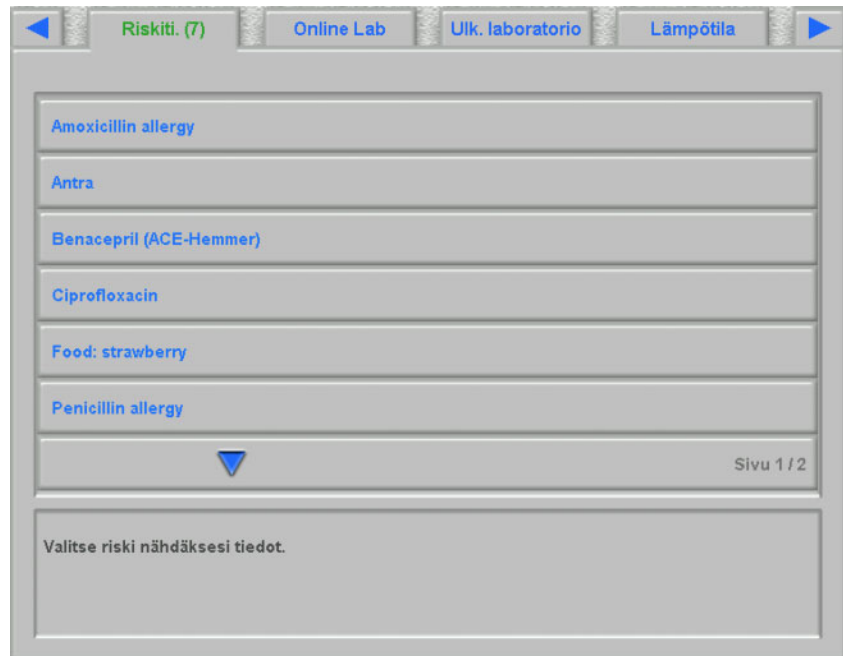 Riskiti. (7) Online Lab Ulk. laboratorio Lämpötila
Amoxicillin allergy
Antra
Benacepril (ACE-Hemmer)
Ciprofloxacin
Food: strawberry
Penicillin allergy
Sivu 1 / 2
Valitse riski nähdäksesi tiedot.